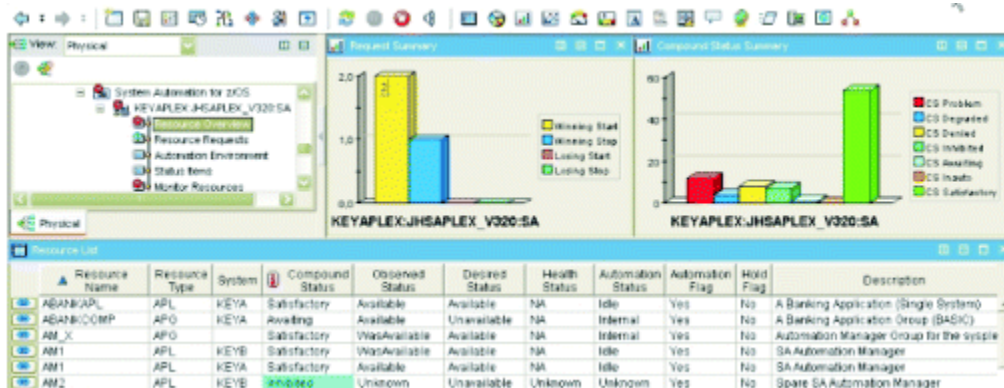 View: Physical
System Automation for z/OS
KEYAPLEX:JHSAPLEX_V320:SA
Resource Overview
Resource Requests
Automation Environment
Status Items
Monitor Resources
Physical
Request Summary
2,0
1,0
0,0
2
Winning Start
Winning Stop
Losing Start
Losing Stop
KEYAPLEX:JHSAPLEX_V320:SA
Compound Status Summary
60
40
20
0
CS Problem
CS Degraded
CS Denied
CS Inhibited
CS Awaiting
CS Inauto
CS Satisfactory
KEYAPLEX:JHSAPLEX_V320:SA
Resource List
Resource Name Resource Type System Compound Status Observed Status Desired Status Health Status Automation Status Automation Flag Hold Flag Description
ABANKAPL APL KEYA Satisfactory Available Available NA Idle Yes No A Banking Application (Single System)
ABANKCOMP APG KEYA Awaiting Available Unavailable NA Internal Yes No A Banking Application Group (BASIC)
AM_X APG Satisfactory WasAvailable Available NA Internal Yes No Automation Manager Group for the sysple
AM1 APL KEYB Satisfactory WasAvailable Available NA Idle Yes No SA Automation Manager
AM1 APL KEYA Satisfactory Available Available NA Idle Yes No SA Automation Manager
AM2 APL KEYB Inhibited Unknown Unavailable Unknown Unknown Yes No Spare SA Automation Manager